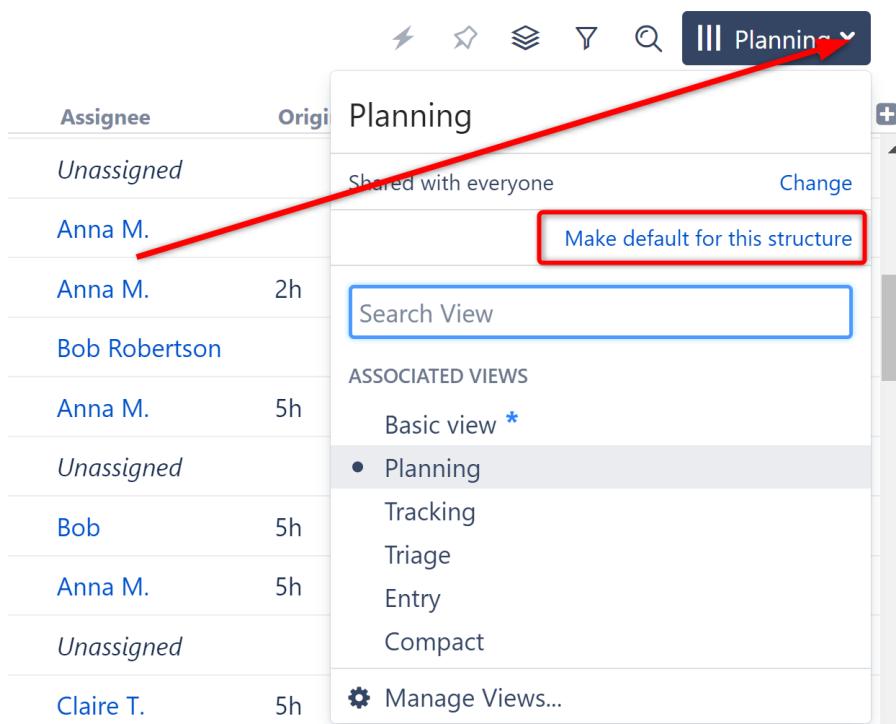 Planning
Assignee Origi
Planning
Unassigned
Shared with everyone Change
Anna M.
Make default for this structure
Anna M. 2h
Search View
Bob Robertson
ASSOCIATED VIEWS
Anna M. 5h
Basic view *
Unassigned
Planning
Tracking
Bob 5h
Triage
Anna M. 5h
Entry
Unassigned
Compact
Claire T. 5h
Manage Views...